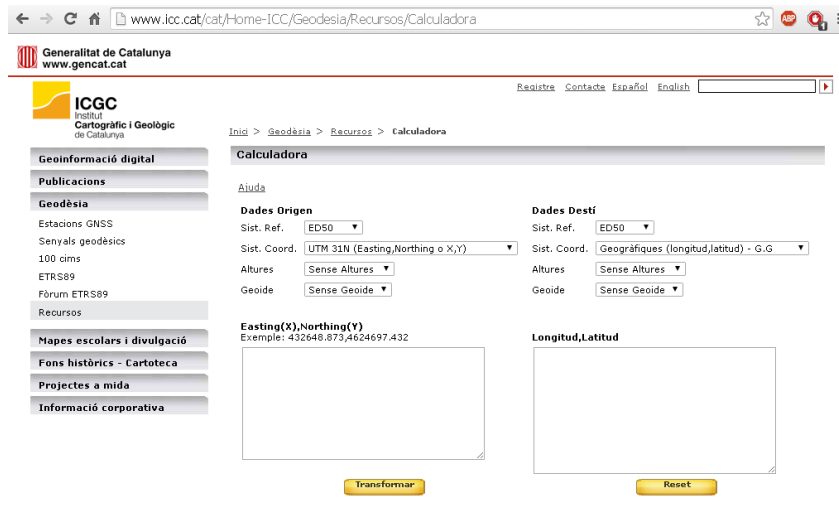 www.icc.cat/cat/Home-ICC/Geodesia/Recursos/Calculadora
ABP
Generalitat de Catalunya
www.gencat.cat
Registre Contacte Español English
ICGC
Institut
Cartogràfic i Geològic
de Catalunya
Inici > Geodèsia > Recursos > Calculadora
Geoinformació digital
Publicacions
Geodèsia
Estacions GNSS
Senyals geodèsics
100 cims
ETRS89
Fòrum ETRS89
Recursos
Mapes escolars i divulgació
Fons històrics - Cartoteca
Projectes a mida
Informació corporativa
Calculadora
Ajuda
Dades Origen
Sist. Ref. ED50
Sist. Coord. UTM 31N (Easting,Northing o X,Y)
Altures Sense Altures
Geoide Sense Geoide
Easting(X),Northing(Y)
Exemple: 432648.873,4624697.432
Transformar
Dades Destí
Sist. Ref. ED50
Sist. Coord. Geogràfiques (longitud,latitud) - G.G
Altures Sense Altures
Geoide Sense Geoide
Longitud,Latitud
Reset